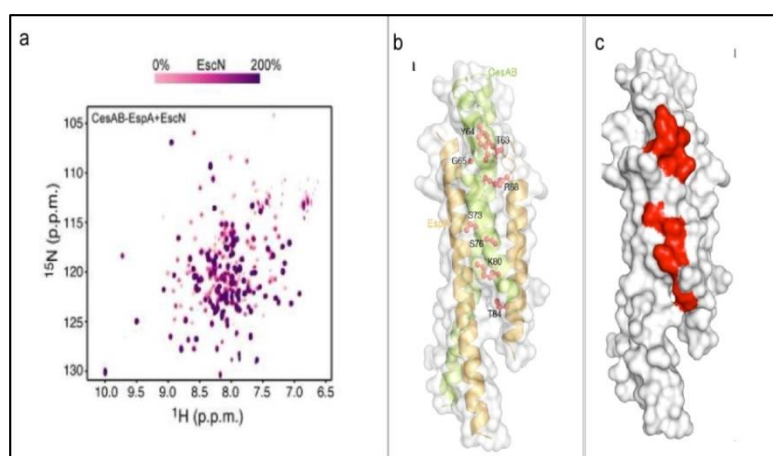 a
0% EscN 200%
CesAB-EspA+EscN
105
110
115
120
125
130
15N (p.p.m.)
10.0 9.5 9.0 8.5 8.0 7.5 7.0 6.5
1H (p.p.m.)
b
CesAB
Y64 T63
G65
R68
S73
S76
K80
T84
c